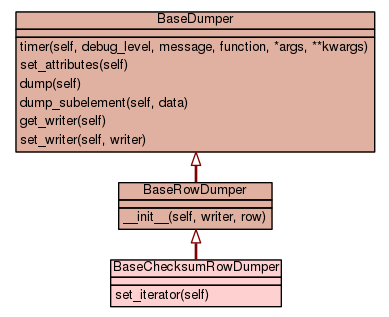 BaseDumper
timer(self, debug_level, message, function, *args, **kwargs)
set_attributes(self)
dump(self)
dump_subelement(self, data)
get_writer(self)
set_writer(self, writer)
BaseRowDumper
__init__(self, writer, row)
BaseChecksumRowDumper
set_iterator(self)